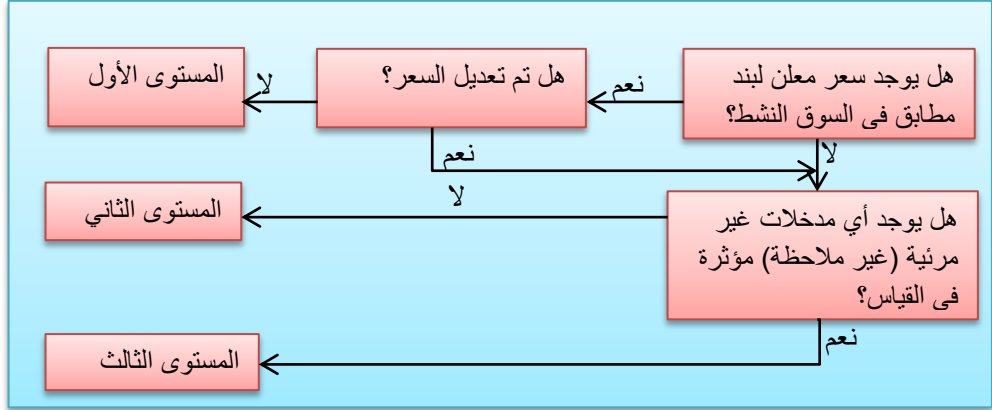 هل يوجد سعر معلن لبند
مطابق فى السوق النشط؟
نعم
هل تم تعديل السعر؟
لا
المستوى الأول
نعم
لا
هل يوجد أي مدخلات غير
مرئية (غير ملاحظة) مؤثرة
فى القياس؟
لا
المستوى الثاني
نعم
المستوى الثالث